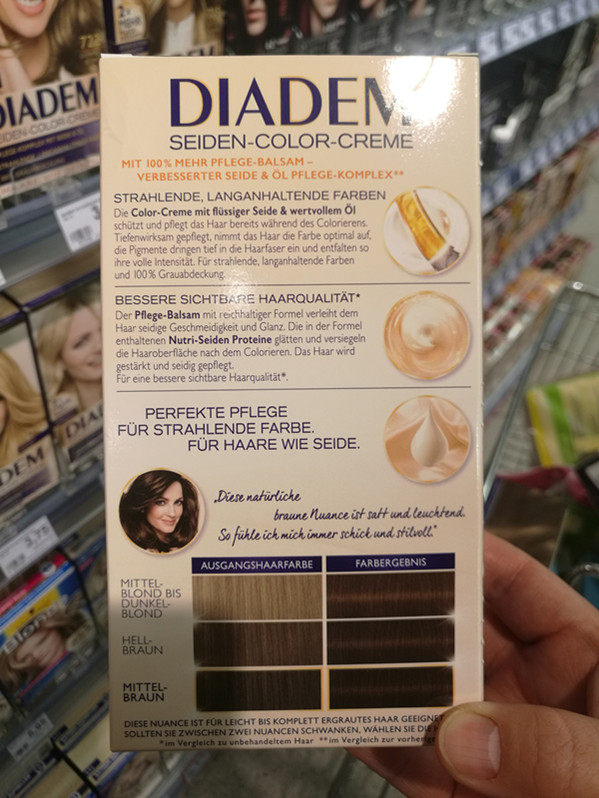 DIADEM
SEIDEN-COLOR-CREME
MIT 100% MEHR PFLEGE-BALSAM –
VERBESSERTER SEIDE & ÖL PFLEGE-KOMPLEX**
STRAHLENDE, LANGANHALTENDE FARBEN
Die Color-Creme mit flüssiger Seide & wertvollem Öl
schützt und pflegt das Haar bereits während des Colorierens.
Tiefenwirksam gepflegt, nimmt das Haar die Farbe optimal auf,
die Pigmente dringen tief in die Haarfaser ein und entfalten so
ihre volle Intensität. Für strahlende, langanhaltende Farben
und 100% Grauabdeckung.
BESSERE SICHTBARE HAARQUALITÄT*
Der Pflege-Balsam mit reichhaltiger Formel verleiht dem
Haar seidige Geschmeidigkeit und Glanz. Die in der Formel
enthaltenen Nutri-Seiden Proteine glätten und versiegeln
die Haaroberfläche nach dem Colorieren. Das Haar wird
gestärkt und seidig gepflegt.
Für eine bessere sichtbare Haarqualität*.
PERFEKTE PFLEGE
FÜR STRAHLENDE FARBE.
FÜR HAARE WIE SEIDE.
„Diese natürliche
braune Nuance ist satt und leuchtend.
So fühle ich mich immer schick und stilvoll."
AUSGANGSHAARFARBE FARBERGEBNIS
MITTEL-
BLOND BIS
DUNKEL-
BLOND
HELL-
BRAUN
MITTEL-
BRAUN
DIESE NUANCE IST FÜR LEICHT BIS KOMPLETT ERGRAUTES HAAR GEEIGNET
SOLLTEN SIE ZWISCHEN ZWEI NUANCEN SCHWANKEN, WÄHLEN SIE DIE
*im Vergleich zu unbehandeltem Haar **im Vergleich zur
DIADEM
SEIDEN-COLOR-CREME
DIADEM
3,75